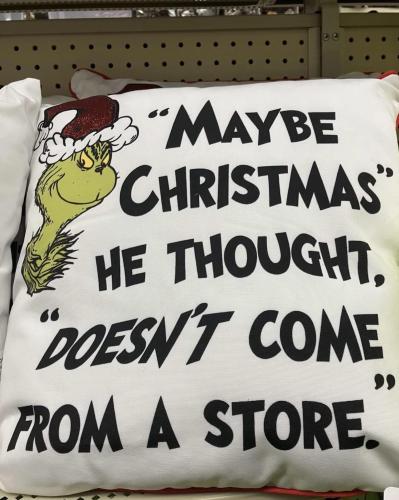 “MAYBE
CHRISTMAS”
HE THOUGHT,
“DOESN'T COME
FROM A STORE.”